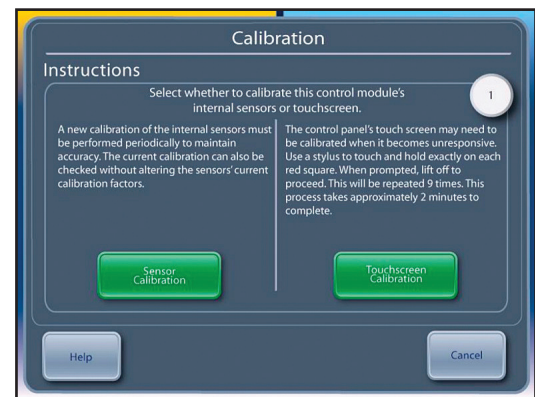 Calibration
Instructions
Select whether to calibrate this control module's
internal sensors or touchscreen.
1
A new calibration of the internal sensors must
be performed periodically to maintain
accuracy. The current calibration can also be
checked without altering the sensors' current
calibration factors.
The control panel's touch screen may need to
be calibrated when it becomes unresponsive.
Use a stylus to touch and hold exactly on each
red square. When prompted, lift off to
proceed. This will be repeated 9 times. This
process takes approximately 2 minutes to
complete.
Sensor
Calibration
Touchscreen
Calibration
Help
Cancel